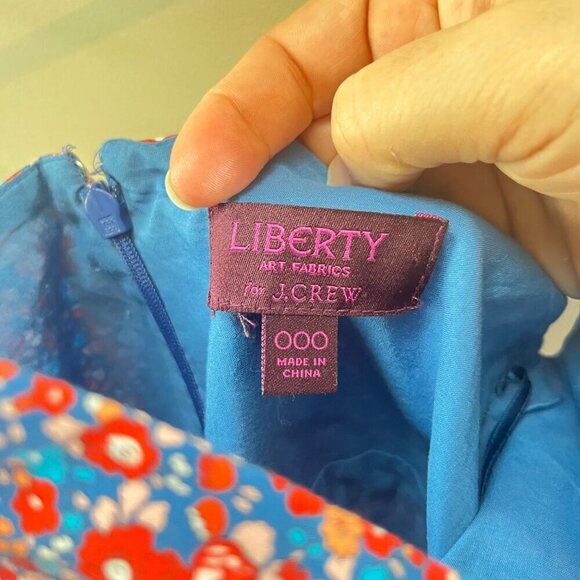 LIBERTY
ART FABRICS
for J.CREW
000
MADE IN
CHINA